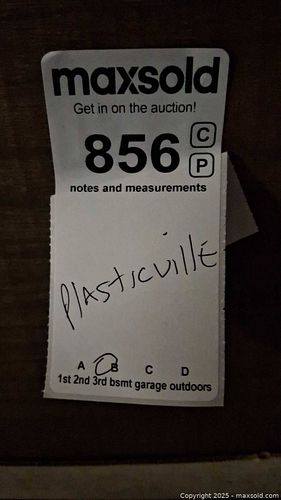 maxsold
Get in on the auction!
856 C
P
notes and measurements
PLASTICVILLE
A B C D
1st 2nd 3rd bsmt garage outdoors
Copyright 2025 - maxsold.com